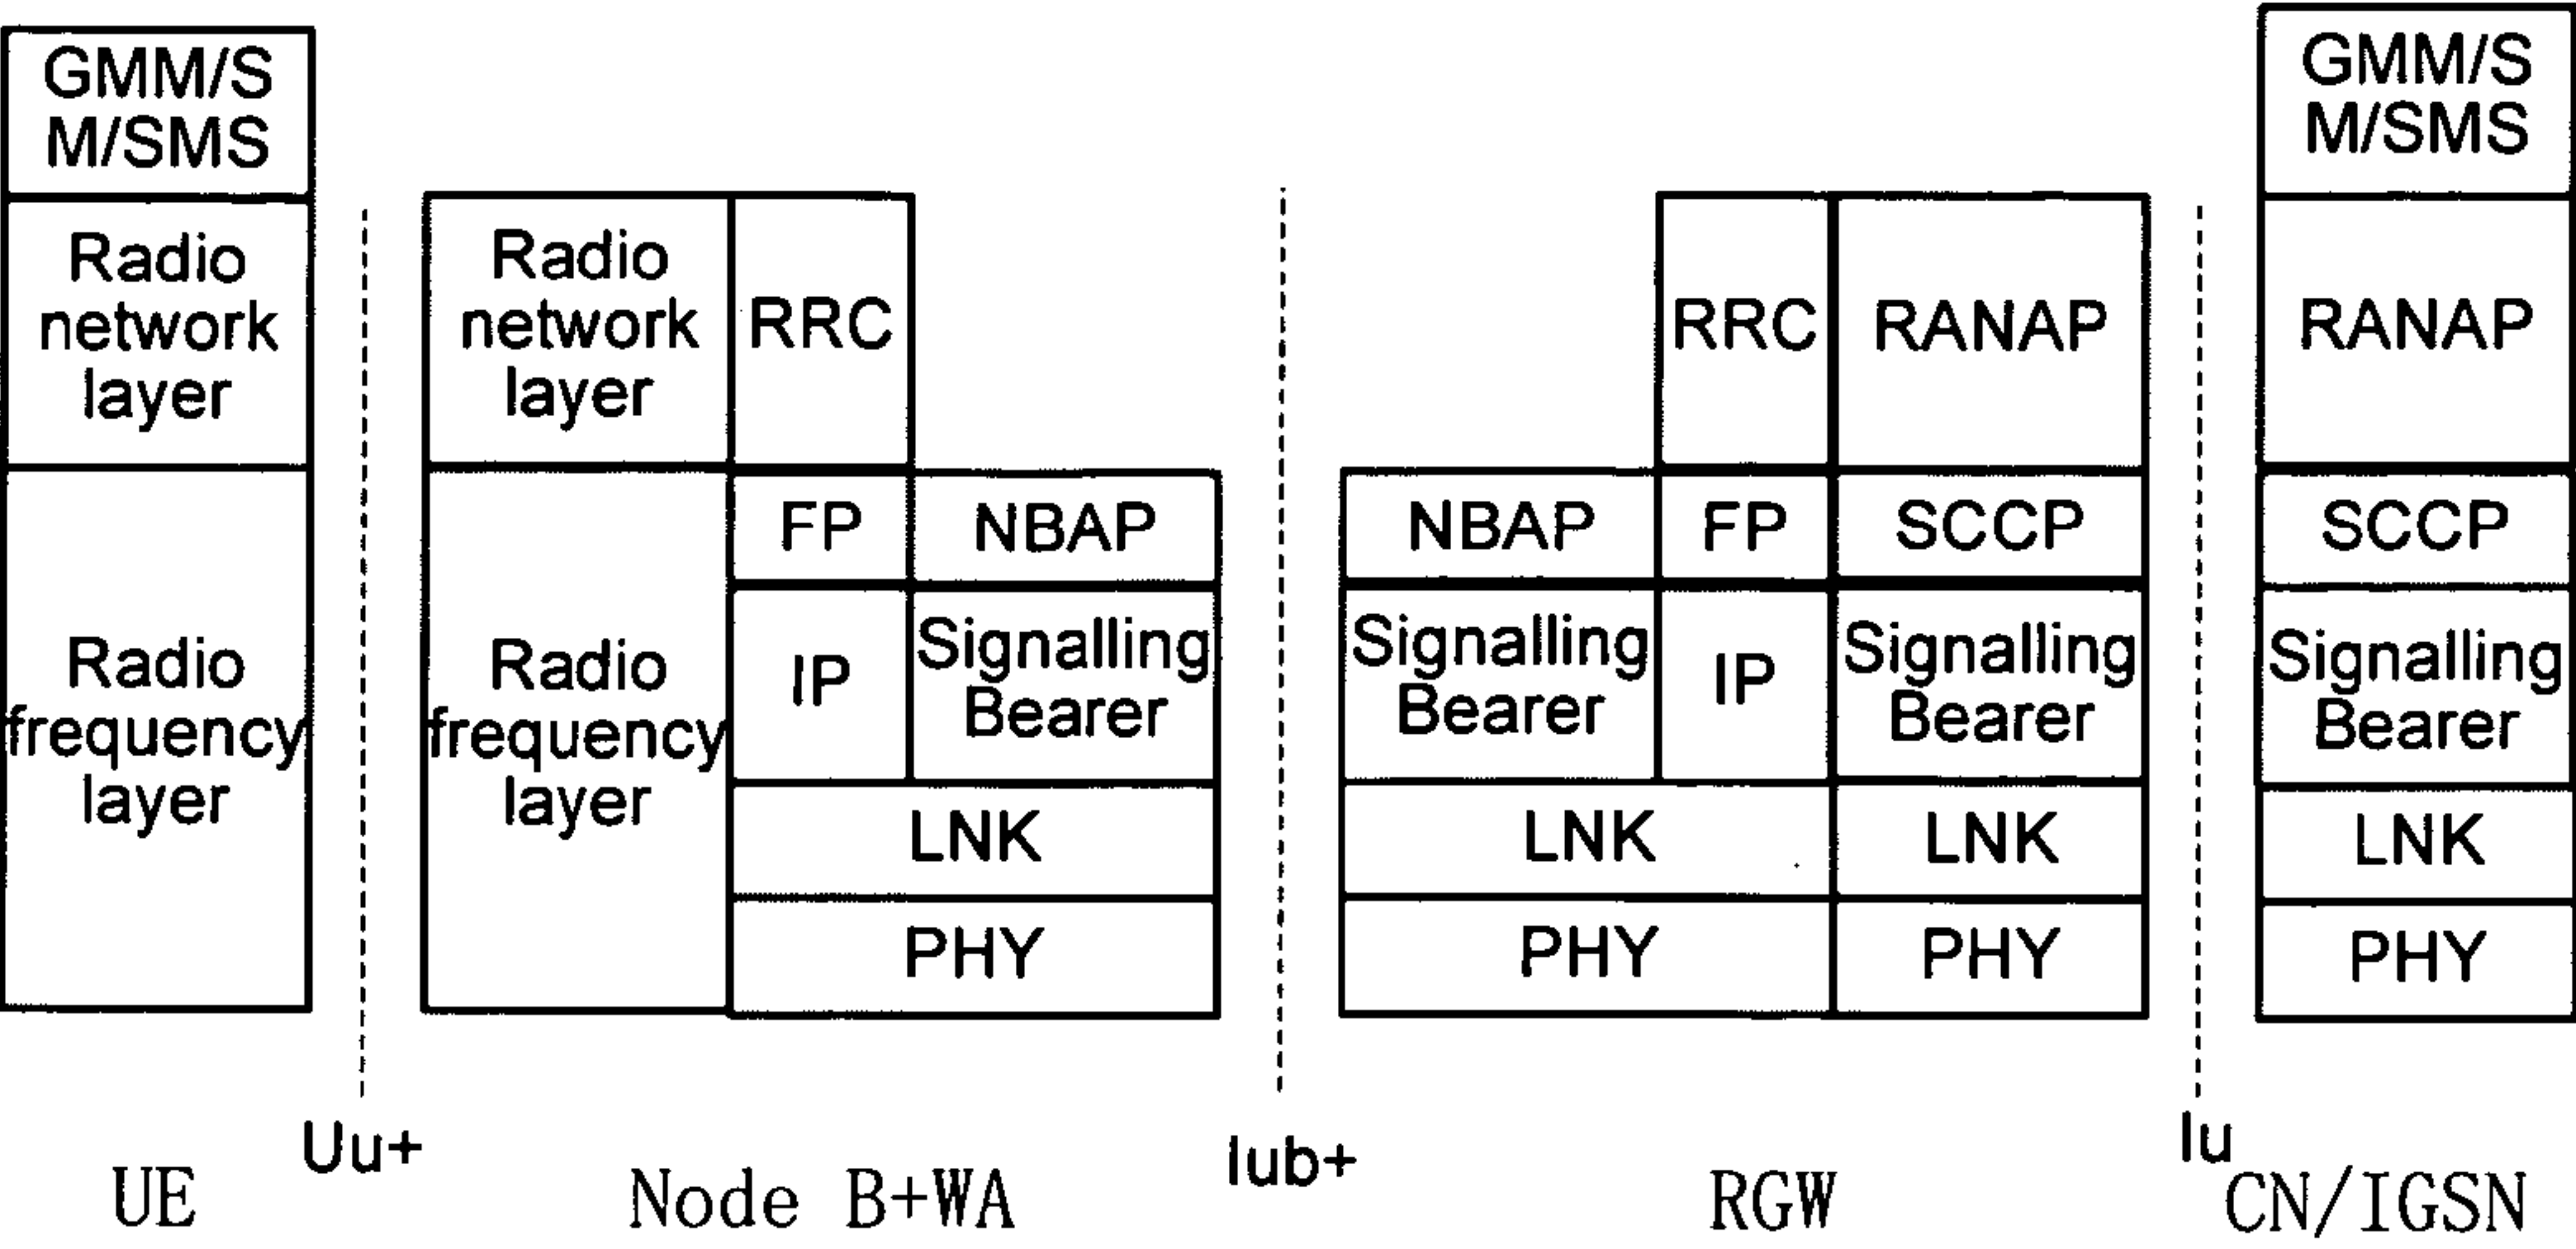 GMM/S
M/SMS
Radio
network
layer
Radio
frequency
layer
Uu+
UE
Radio
network
layer
RRC
FP
NBAP
IP
Signalling
Bearer
Radio
frequency
layer
LNK
PHY
Node B+WA
Iub+
RRC
RANAP
NBAP
FP
SCCP
Signalling
Bearer
IP
Signalling
Bearer
LNK
LNK
PHY
PHY
RGW
Iu
GMM/S
M/SMS
RANAP
SCCP
Signalling
Bearer
LNK
PHY
CN/IGSN